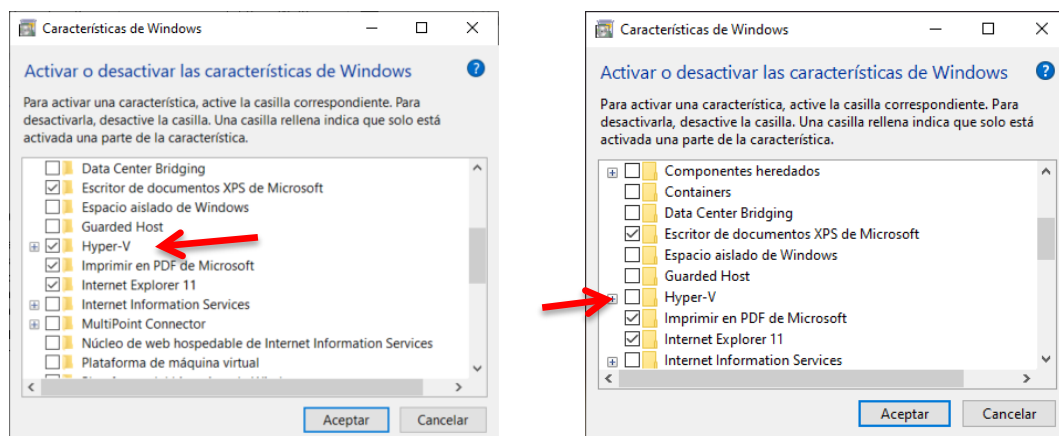 Características de Windows
Activar o desactivar las características de Windows
Para activar una característica, active la casilla correspondiente. Para
desactivarla, desactive la casilla. Una casilla rellena indica que solo está
activada una parte de la característica.
Data Center Bridging
Escritor de documentos XPS de Microsoft
Espacio aislado de Windows
Guarded Host
Hyper-V
Imprimir en PDF de Microsoft
Internet Explorer 11
Internet Information Services
MultiPoint Connector
Núcleo de web hospedable de Internet Information Services
Plataforma de máquina virtual
Aceptar
Cancelar
Características de Windows
Activar o desactivar las características de Windows
Para activar una característica, active la casilla correspondiente. Para
desactivarla, desactive la casilla. Una casilla rellena indica que solo está
activada una parte de la característica.
Componentes heredados
Containers
Data Center Bridging
Escritor de documentos XPS de Microsoft
Espacio aislado de Windows
Guarded Host
Hyper-V
Imprimir en PDF de Microsoft
Internet Explorer 11
Internet Information Services
Aceptar
Cancelar